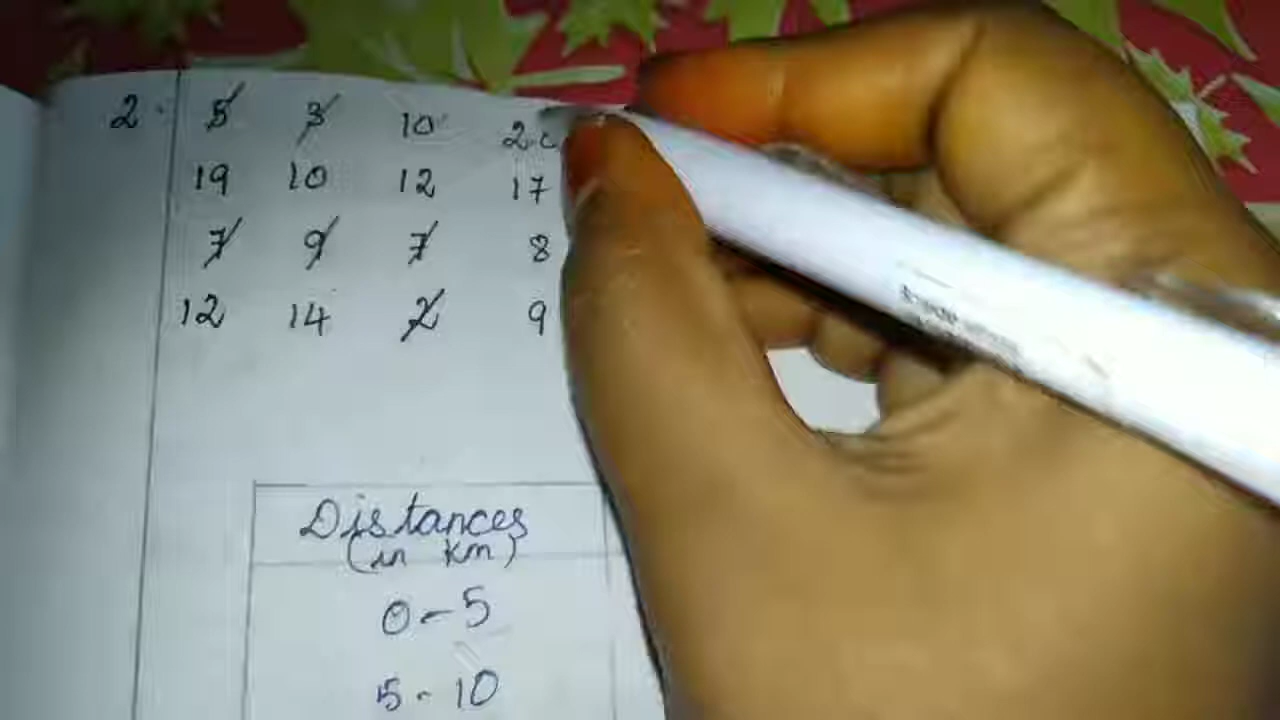 2. 5 3 10 20
19 10 12 17
7 9 7 8
12 14 2 9
Distances
(in km)
0-5
5-10